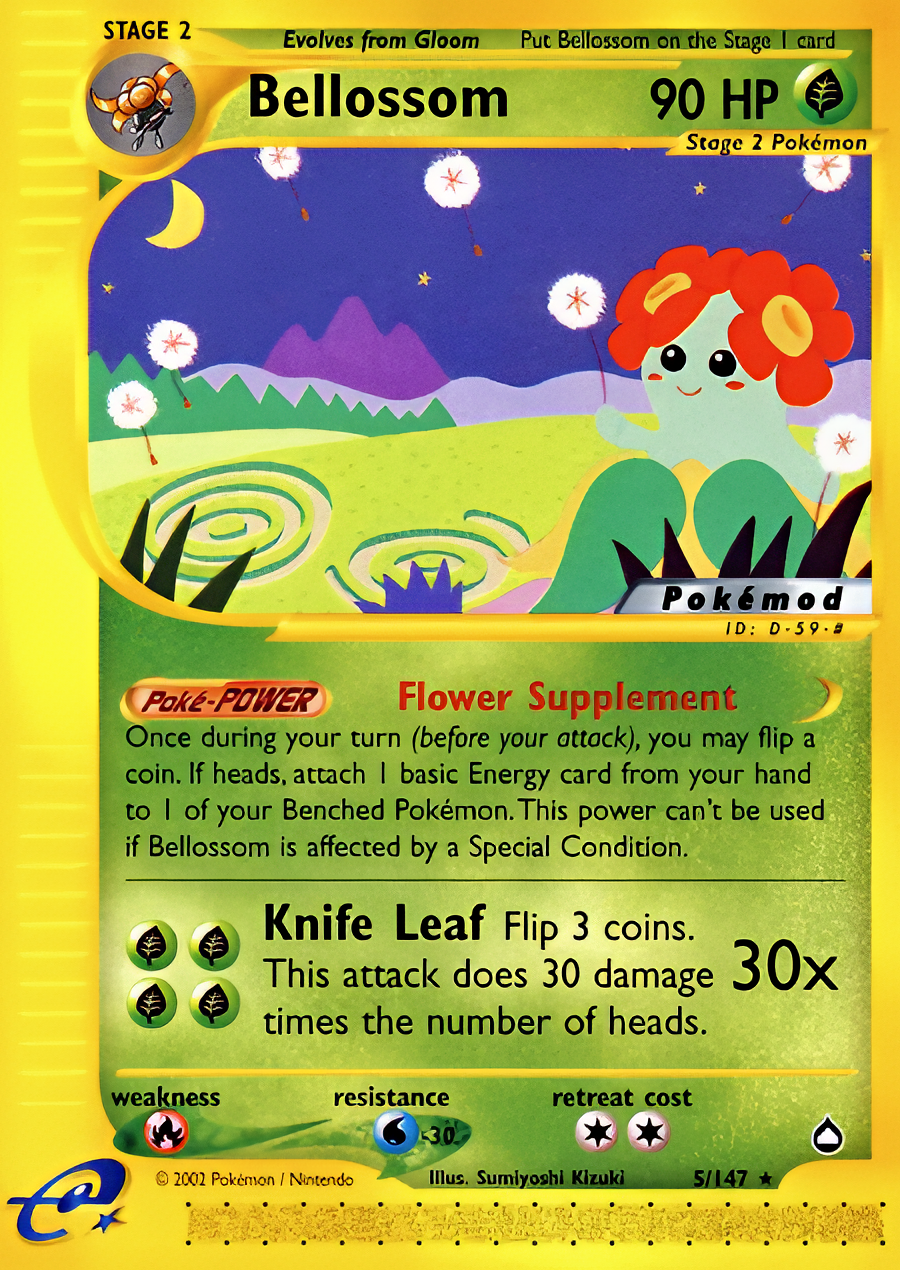 STAGE 2
Evolves from Gloom Put Bellossom on the Stage 1 card
Bellossom 90 HP
Stage 2 Pokémon
Pokémod
ID: D-59-#
Poké-POWER Flower Supplement
Once during your turn (before your attack), you may flip a
coin. If heads, attach 1 basic Energy card from your hand
to 1 of your Benched Pokémon. This power can't be used
if Bellossom is affected by a Special Condition.
Knife Leaf Flip 3 coins.
This attack does 30 damage
times the number of heads.
30x
weakness resistance retreat cost
-30
© 2002 Pokémon / Nintendo Illus. Sumiyoshi Kizuki 5/147 ★
e